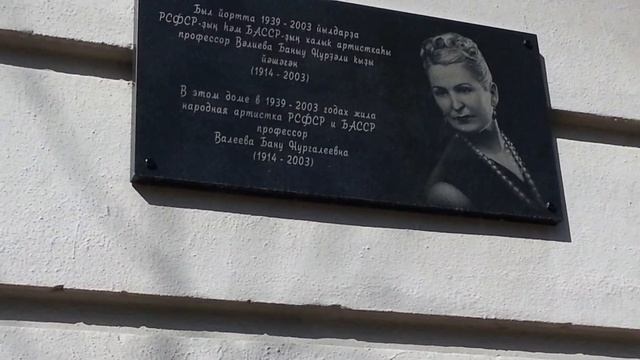 Был йортта 1939 - 2003 йылдарҙа
РСФСР-ҙың һәм БАССР-ҙың халыҡ артисткаһы
профессор Вәлиева Баныу Нурғәли ҡыҙы
йәшәгән
(1914 - 2003)
В этом доме в 1939 - 2003 годах жила
народная артистка РСФСР и БАССР
профессор
Валеева Бану Нургалеевна
(1914 - 2003)